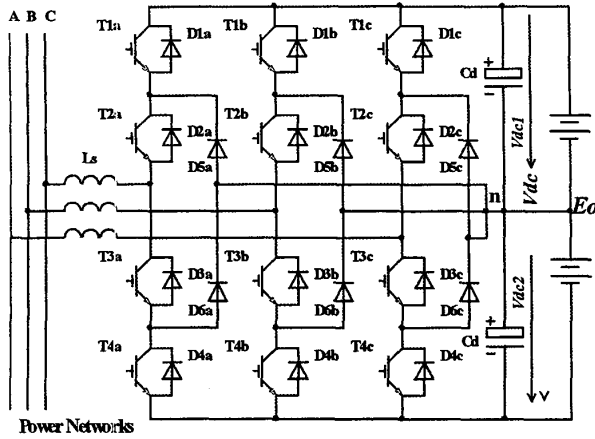 A B C
T1a D1a T1b D1b T1c D1c
Cd + −
Vdc1
T2a D2a T2b D2b T2c D2c
D5a D5b D5c
Vdc
Ls
n
Eo
T3a D3a T3b D3b T3c D3c
D6a D6b D6c
Vdc2
+
Cd −
T4a D4a T4b D4b T4c D4c
v
Power Networks